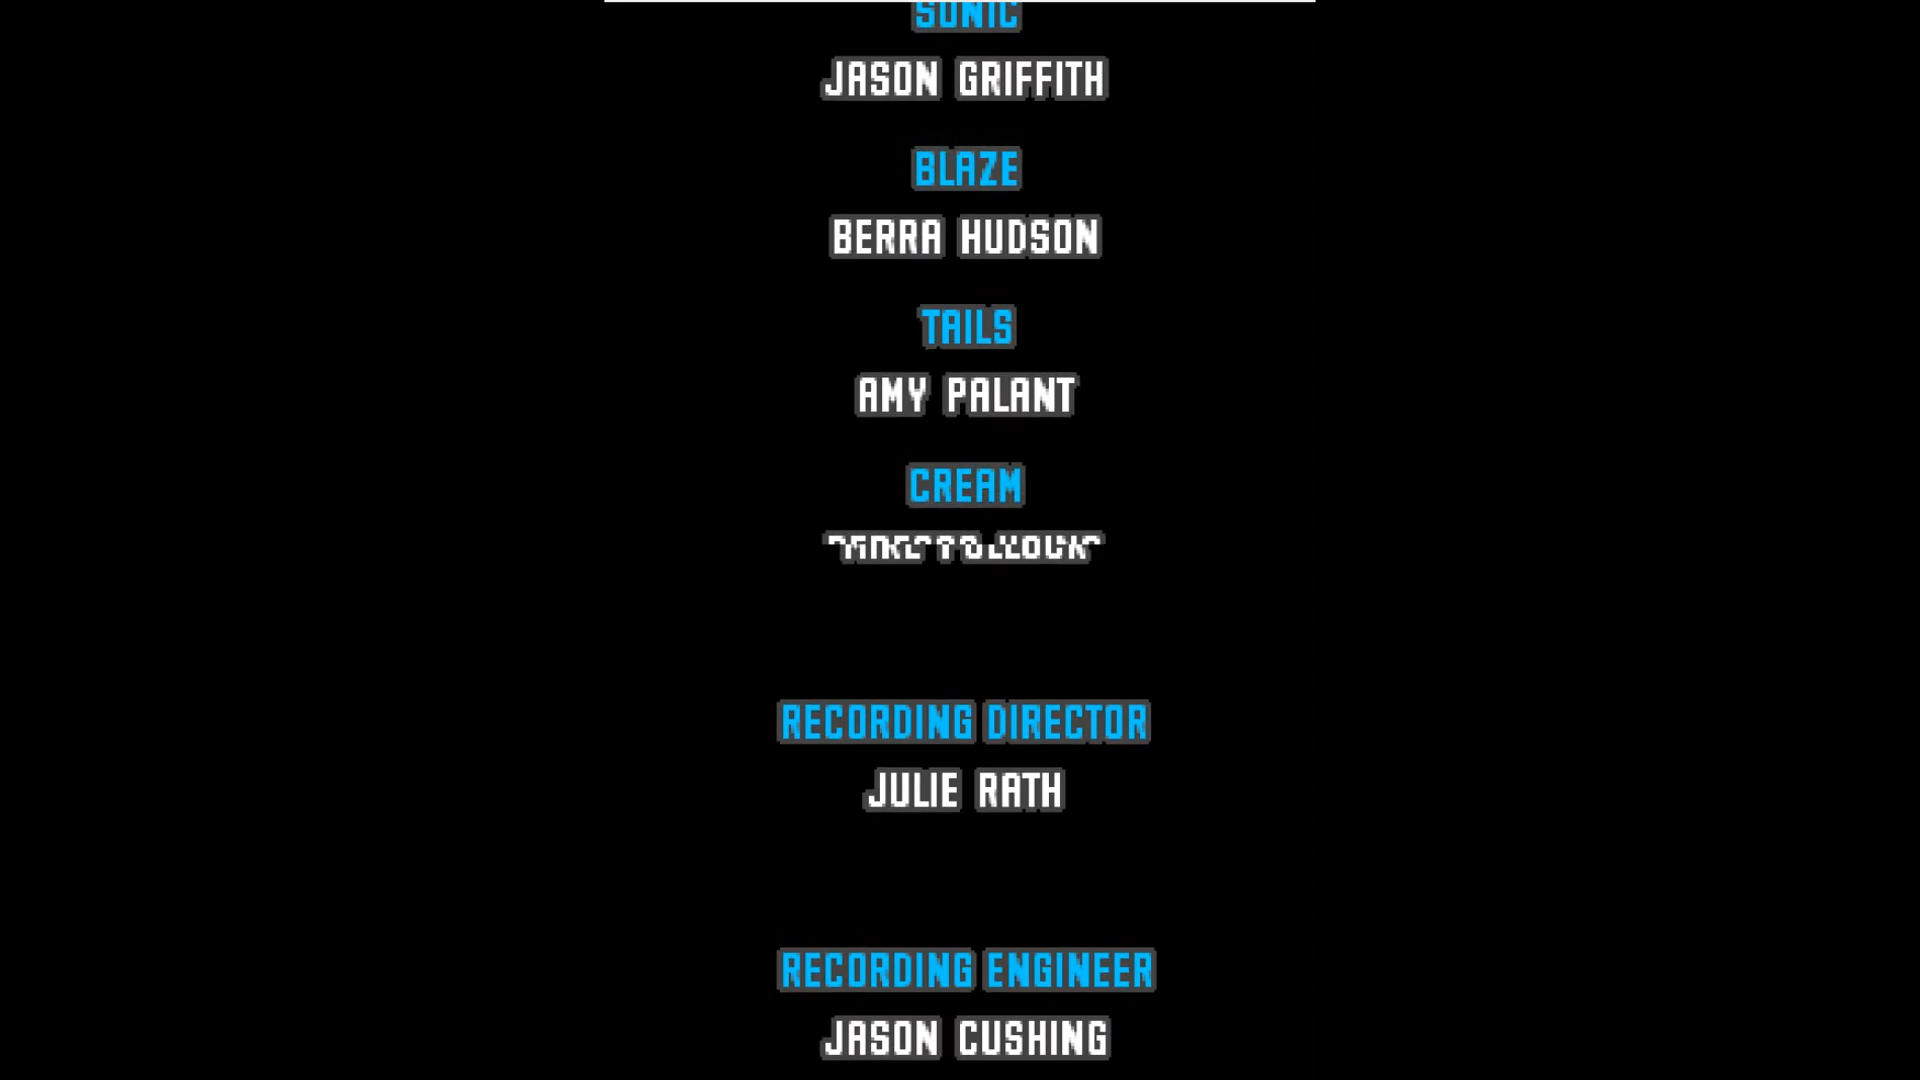 SONIC
JASON GRIFFITH
BLAZE
BERRA HUDSON
TAILS
AMY PALANT
CREAM
RECORDING DIRECTOR
JULIE RATH
RECORDING ENGINEER
JASON CUSHING